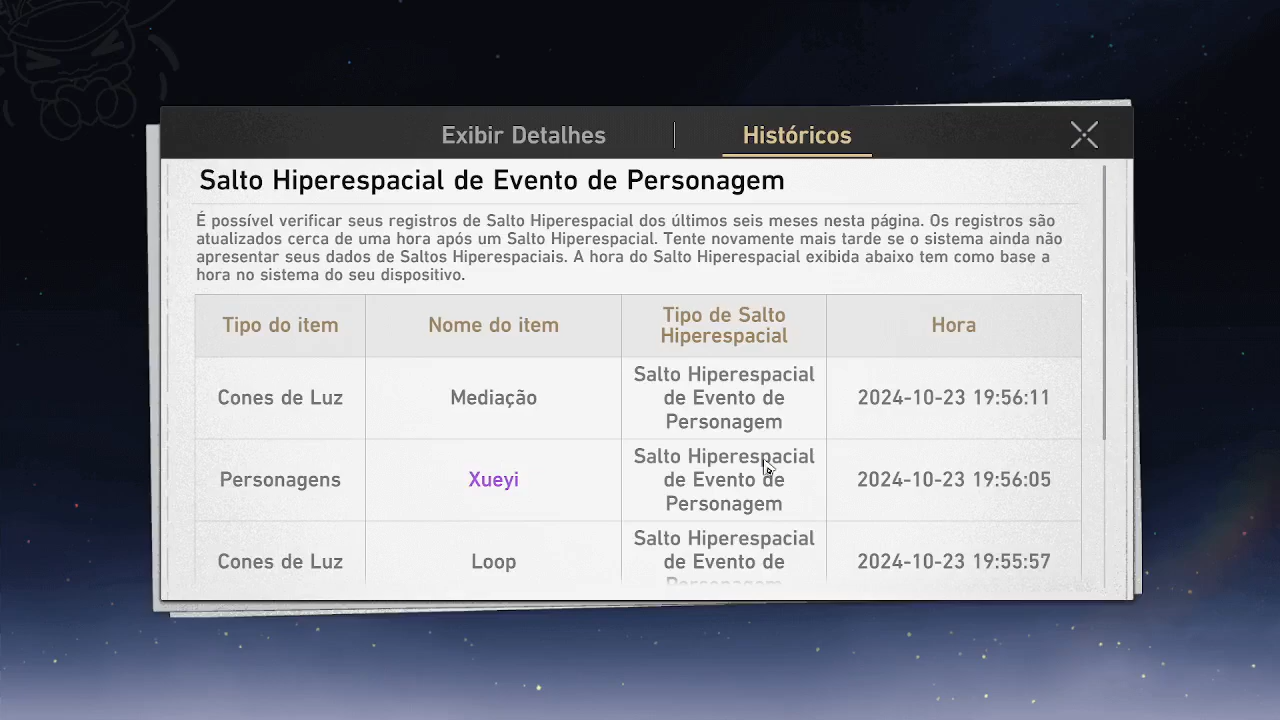 Exibir Detalhes
Históricos
Salto Hiperespacial de Evento de Personagem
É possível verificar seus registros de Salto Hiperespacial dos últimos seis meses nesta página. Os registros são
atualizados cerca de uma hora após um Salto Hiperespacial. Tente novamente mais tarde se o sistema ainda não
apresentar seus dados de Saltos Hiperespaciais. A hora do Salto Hiperespacial exibida abaixo tem como base a
hora no sistema do seu dispositivo.
Tipo do item
Nome do item
Tipo de Salto
Hiperespacial
Hora
Cones de Luz
Mediação
Salto Hiperespacial
de Evento de
Personagem
2024-10-23 19:56:11
Personagens
Xueyi
Salto Hiperespacial
de Evento de
Personagem
2024-10-23 19:56:05
Cones de Luz
Loop
Salto Hiperespacial
de Evento de
Personagem
2024-10-23 19:55:57